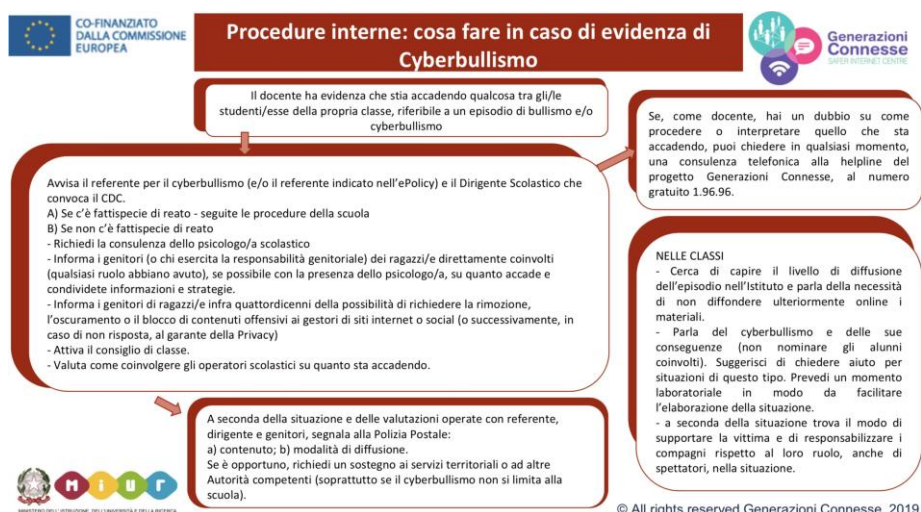 CO-FINANZIATO
DALLA COMMISSIONE
EUROPEA
Procedure interne: cosa fare in caso di evidenza di
Cyberbullismo
Generazioni
Connesse
SAFER INTERNET CENTRE
Il docente ha evidenza che stia accadendo qualcosa tra gli/le
studenti/esse della propria classe, riferibile a un episodio di bullismo e/o
cyberbullismo
Se, come docente, hai un dubbio su come
procedere o interpretare quello che sta
accadendo, puoi chiedere in qualsiasi momento,
una consulenza telefonica alla helpline del
progetto Generazioni Connesse, al numero
gratuito 1.96.96.
Avvisa il referente per il cyberbullismo (e/o il referente indicato nell'ePolicy) e il Dirigente Scolastico che
convoca il CDC.
A) Se c'è fattispecie di reato - seguite le procedure della scuola
B) Se non c'è fattispecie di reato
- Richiedi la consulenza dello psicologo/a scolastico
- Informa i genitori (o chi esercita la responsabilità genitoriale) dei ragazzi/e direttamente coinvolti
(qualsiasi ruolo abbiano avuto), se possibile con la presenza dello psicologo/a, su quanto accade e
condividete informazioni e strategie.
- Informa i genitori di ragazzi/e infra quattordicenni della possibilità di richiedere la rimozione,
l'oscuramento o il blocco di contenuti offensivi ai gestori di siti internet o social (o successivamente, in
caso di non risposta, al garante della Privacy)
- Attiva il consiglio di classe.
- Valuta come coinvolgere gli operatori scolastici su quanto sta accadendo.
NELLE CLASSI
- Cerca di capire il livello di diffusione
dell'episodio nell'Istituto e parla della necessità
di non diffondere ulteriormente online i
materiali.
- Parla del cyberbullismo e delle sue
conseguenze (non nominare gli alunni
coinvolti). Suggerisci di chiedere aiuto per
situazioni di questo tipo. Prevedi un momento
laboratoriale in modo da facilitare
l'elaborazione della situazione.
- a seconda della situazione trova il modo di
supportare la vittima e di responsabilizzare i
compagni rispetto al loro ruolo, anche di
spettatori, nella situazione.
A seconda della situazione e delle valutazioni operate con referente,
dirigente e genitori, segnala alla Polizia Postale:
a) contenuto; b) modalità di diffusione.
Se è opportuno, richiedi un sostegno ai servizi territoriali o ad altre
Autorità competenti (soprattutto se il cyberbullismo non si limita alla
scuola).
MIUR
MINISTERO DELL'ISTRUZIONE, DELL'UNIVERSITÀ E DELLA RICERCA
© All rights reserved Generazioni Connesse, 2019